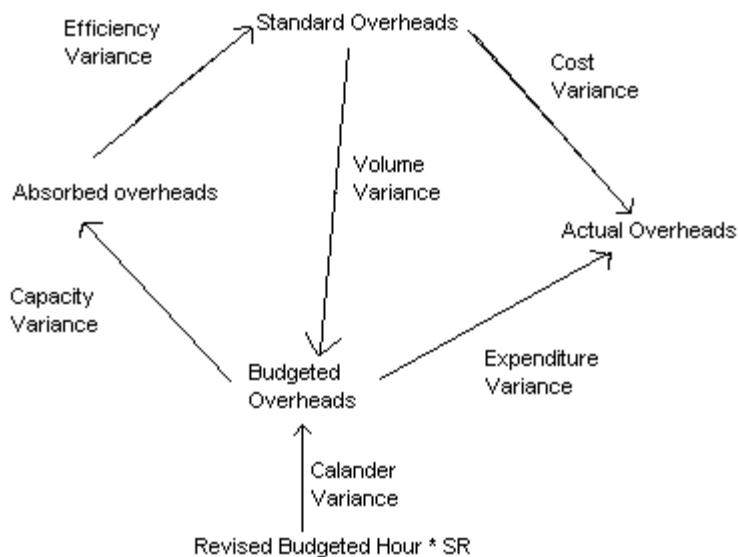 Efficiency
Variance
Standard Overheads
Cost
Variance
Volume
Variance
Absorbed overheads
Actual Overheads
Capacity
Variance
Budgeted
Overheads
Expenditure
Variance
Calander
Variance
Revised Budgeted Hour * SR